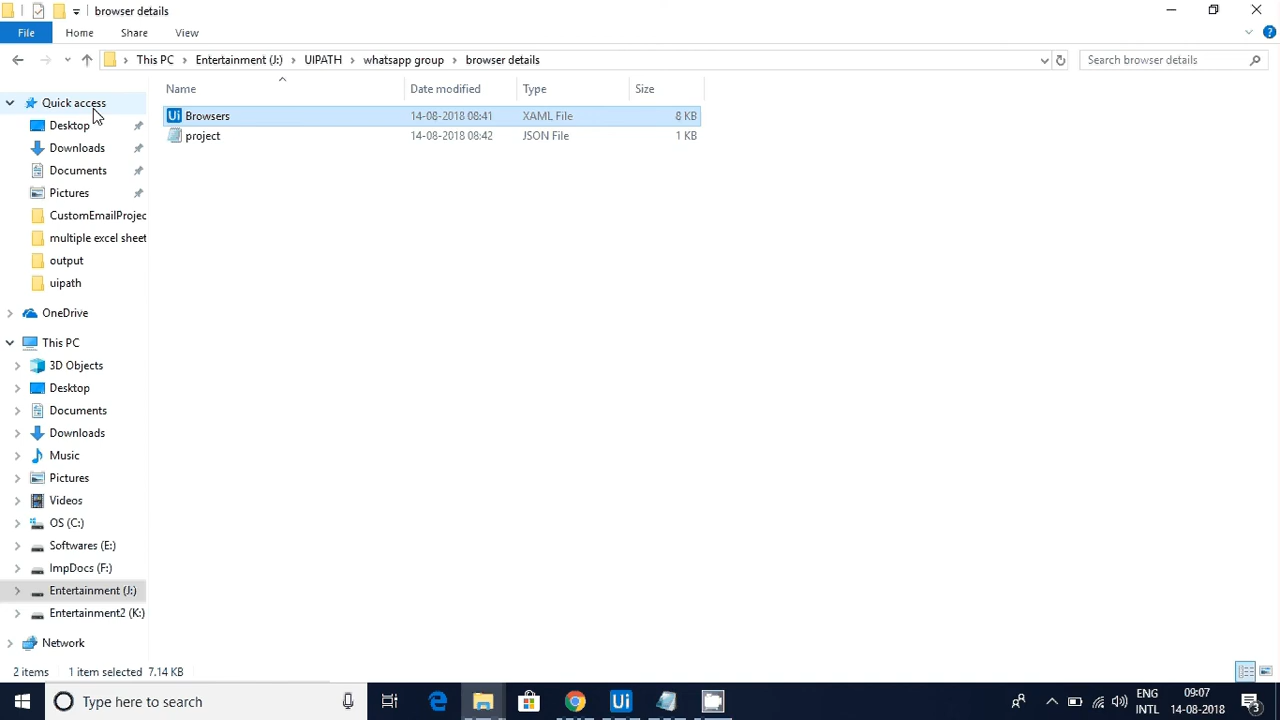 browser details
File Home Share View
This PC Entertainment (J:) UIPATH whatsapp group browser details
Search browser details
Name Date modified Type Size
Ui Browsers 14-08-2018 08:41 XAML File 8 KB
project 14-08-2018 08:42 JSON File 1 KB
Quick access
Desktop
Downloads
Documents
Pictures
CustomEmailProjec
multiple excel sheet
output
uipath
OneDrive
This PC
3D Objects
Desktop
Documents
Downloads
Music
Pictures
Videos
OS (C:)
Softwares (E:)
ImpDocs (F:)
Entertainment (J:)
Entertainment2 (K:)
Network
2 items 1 item selected 7.14 KB
Type here to search
Ui
ENG
INTL
09:07
14-08-2018
3